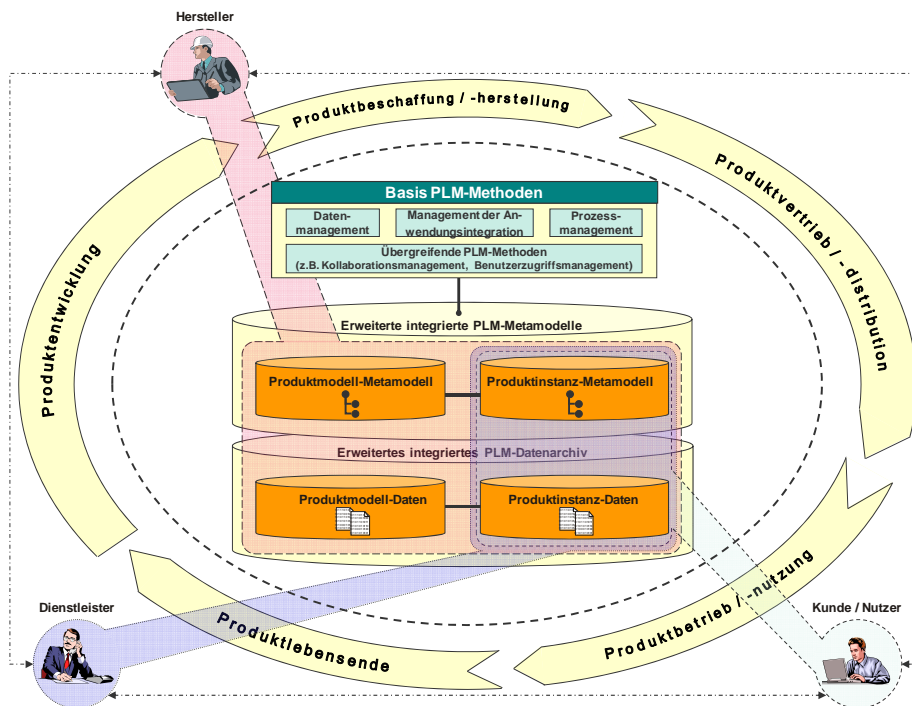 Hersteller
Produktbeschaffung / -herstellung
Produktvertrieb / -distribution
Produktentwicklung
Basis PLM-Methoden
Daten-
management
Management der An-
wendungsintegration
Prozess-
management
Übergreifende PLM-Methoden
(z.B. Kollaborationsmanagement, Benutzerzugriffsmanagement)
Erweiterte integrierte PLM-Metamodelle
Produktmodell-Metamodell
Produktinstanz-Metamodell
Erweitertes integriertes PLM-Datenarchiv
Produktmodell-Daten
Produktinstanz-Daten
Produktbetrieb / -nutzung
Produktlebensende
Dienstleister
Kunde / Nutzer